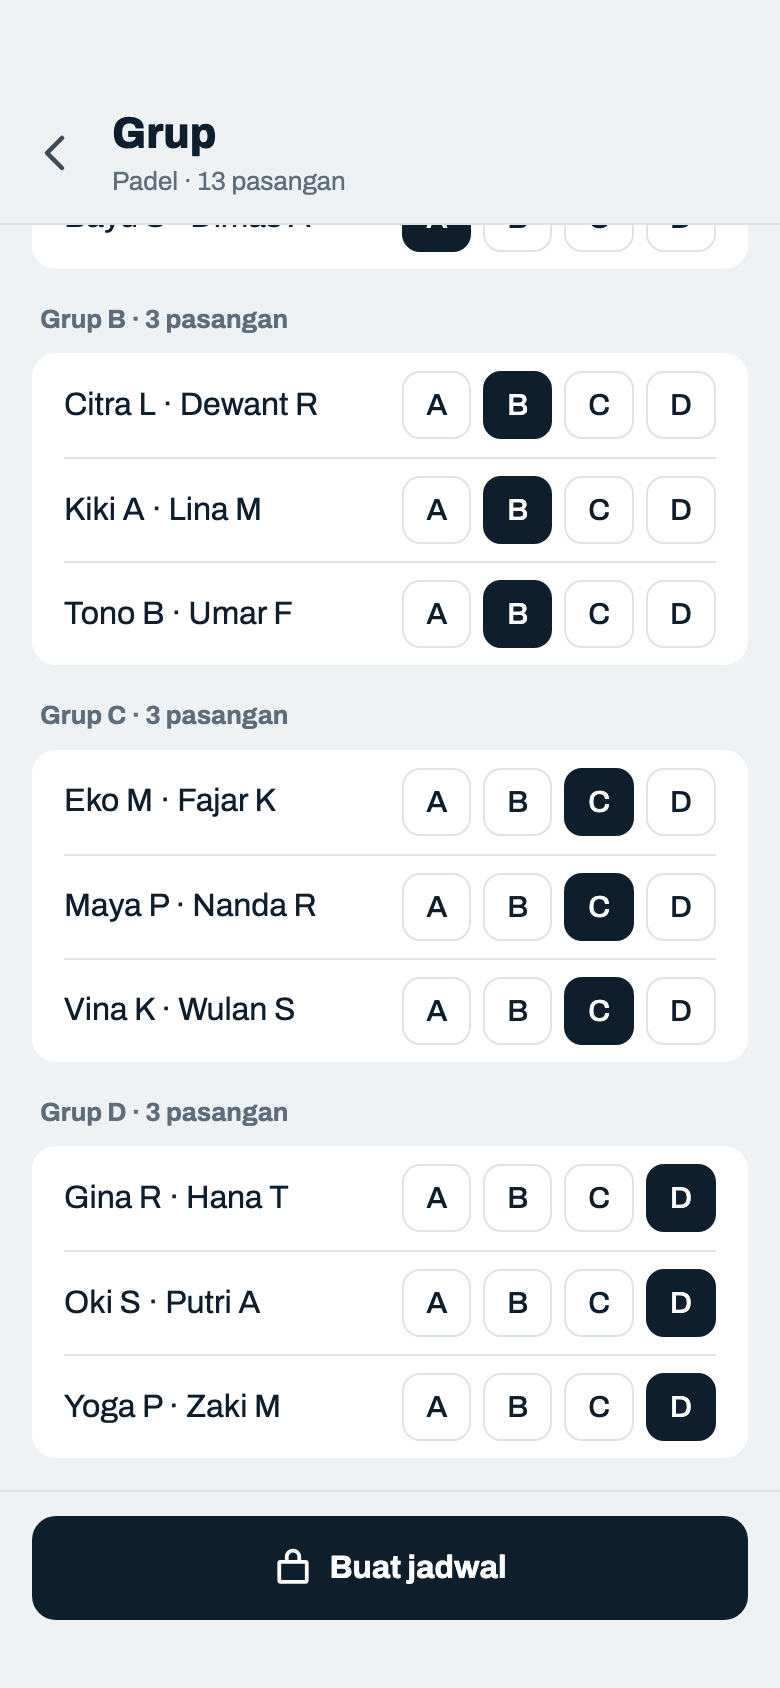 Grup
Padel · 13 pasangan
Grup B · 3 pasangan
Citra L · Dewant R A B C D
Kiki A · Lina M A B C D
Tono B · Umar F A B C D
Grup C · 3 pasangan
Eko M · Fajar K A B C D
Maya P · Nanda R A B C D
Vina K · Wulan S A B C D
Grup D · 3 pasangan
Gina R · Hana T A B C D
Oki S · Putri A A B C D
Yoga P · Zaki M A B C D
Buat jadwal